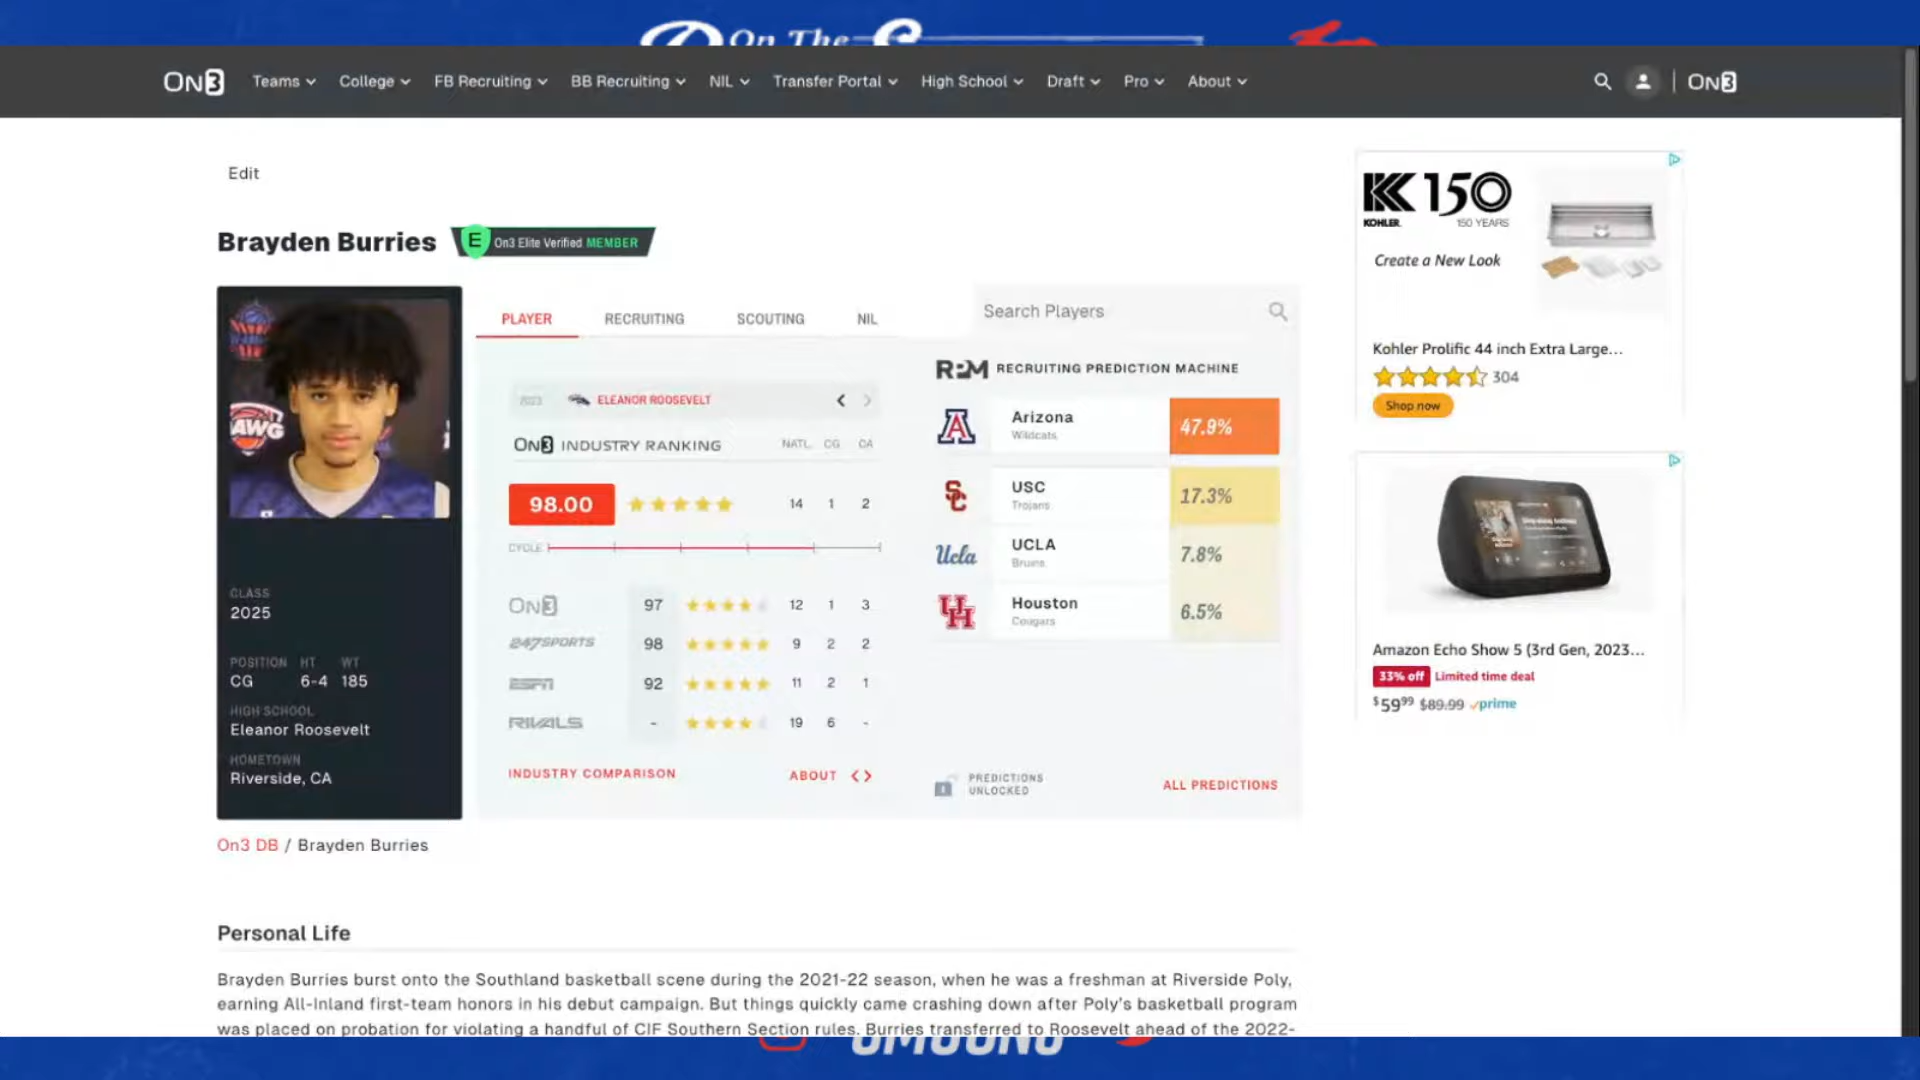 On The
ON3 Teams College FB Recruiting BB Recruiting NIL Transfer Portal High School Draft Pro About ON3
Edit
Brayden Burries E On3 Elite Verified MEMBER
AWG
CLASS
2025
POSITION HT WT
CG 6-4 185
HIGH SCHOOL
Eleanor Roosevelt
HOMETOWN
Riverside, CA
PLAYER RECRUITING SCOUTING NIL
2023 ELEANOR ROOSEVELT
ON3 INDUSTRY RANKING NATL CG CA
98.00 14 1 2
CYCLE
ON3 97 12 1 3
247SPORTS 98 9 2 2
ESPN 92 11 2 1
RIVALS - 19 6 -
INDUSTRY COMPARISON ABOUT
Search Players
RPM RECRUITING PREDICTION MACHINE
A Arizona 47.9%
Wildcats
SC USC 17.3%
Trojans
Ucla UCLA 7.8%
Bruins
UH Houston 6.5%
Cougars
PREDICTIONS
UNLOCKED
ALL PREDICTIONS
On3 DB / Brayden Burries
Personal Life
Brayden Burries burst onto the Southland basketball scene during the 2021-22 season, when he was a freshman at Riverside Poly,
earning All-Inland first-team honors in his debut campaign. But things quickly came crashing down after Poly's basketball program
was placed on probation for violating a handful of CIF Southern Section rules. Burries transferred to Roosevelt ahead of the 2022-
K 150
KOHLER. 150 YEARS
Create a New Look
Kohler Prolific 44 inch Extra Large...
304
Shop now
Amazon Echo Show 5 (3rd Gen, 2023...
33% off Limited time deal
$59⁹⁹ $89.99 prime